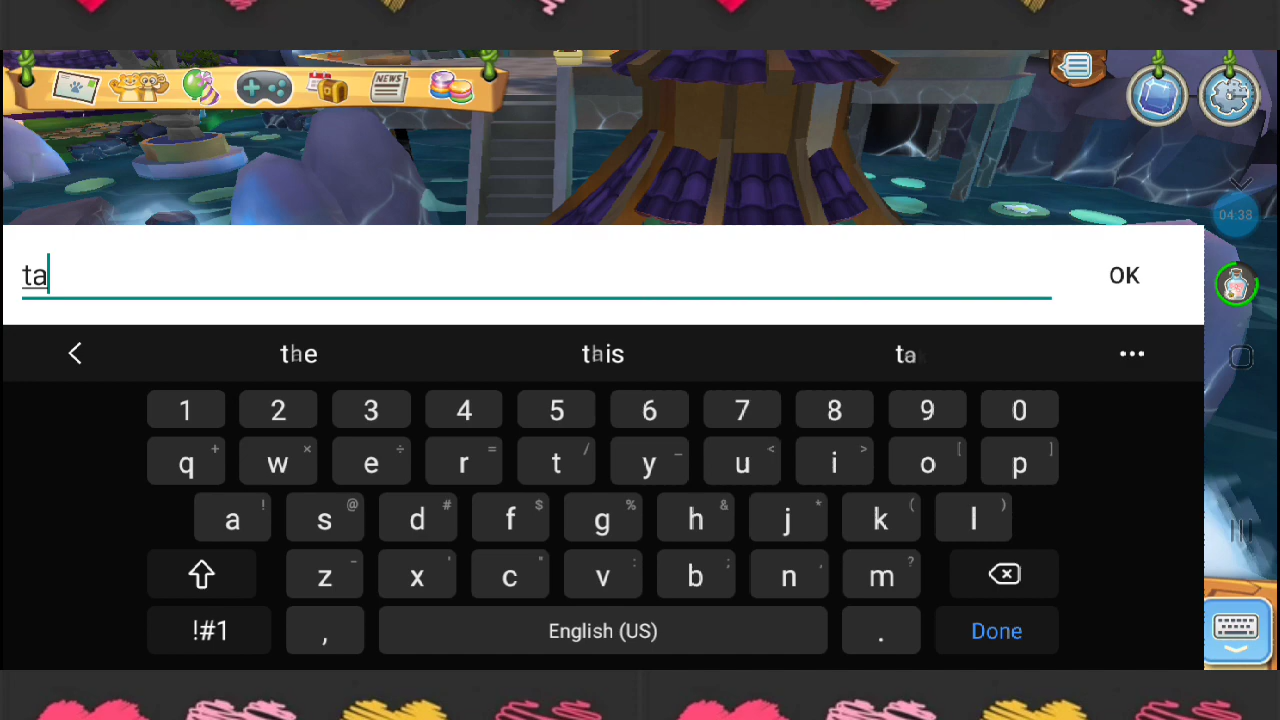 NEWS
04.38
ta
OK
the this ta
1 2 3 4 5 6 7 8 9 0
q + w × e ÷ r = t / y _ u < i > o [ p ]
a ! s @ d # f $ g % h & j * k ( l )
z - x ' c " v : b ; n , m ?
!#1 , English (US) . Done